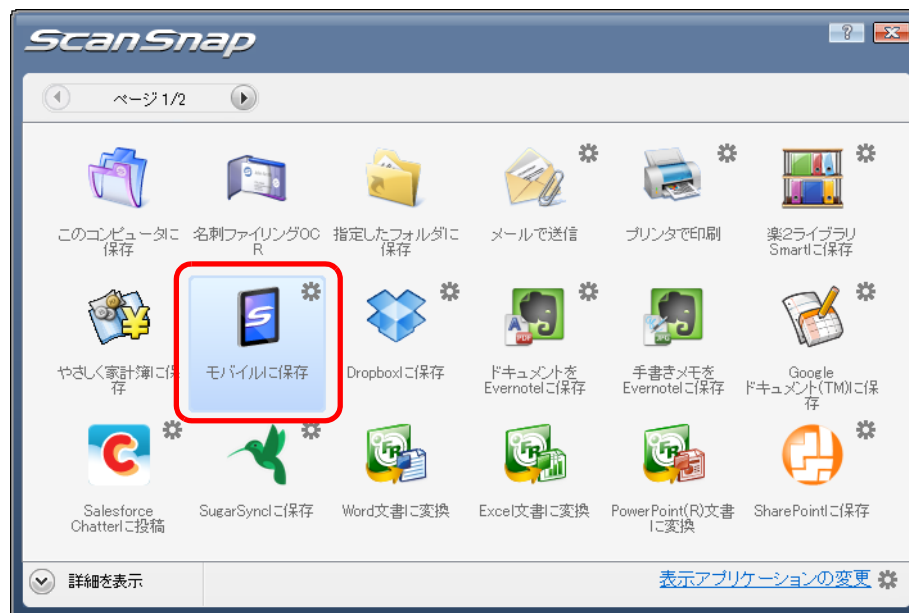 ScanSnap
ページ 1/2
このコンピュータに
保存
名刺ファイリングOC
R
指定したフォルダに
保存
メールで送信
プリンタで印刷
楽2ライブラリ
Smartに保存
やさしく家計簿に保
存
モバイルに保存
Dropboxに保存
ドキュメントを
Evernoteに保存
手書きメモを
Evernoteに保存
Google
ドキュメント(TM)に保
存
Salesforce
Chatterに投稿
SugarSyncに保存
Word文書に変換
Excel文書に変換
PowerPoint(R)文書
に変換
SharePointに保存
詳細を表示
表示アプリケーションの変更